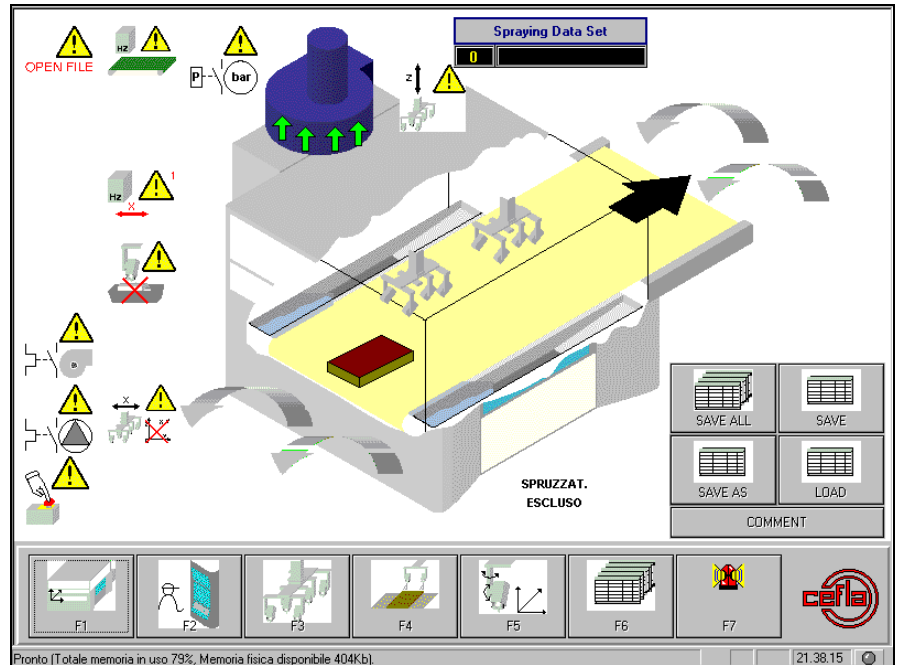 Spraying Data Set
0
OPEN FILE
HZ
P
bar
z
HZ
1
x
x
SPRUZZAT.
ESCLUSO
SAVE ALL
SAVE
SAVE AS
LOAD
COMMENT
F1
F2
F3
F4
F5
F6
F7
cefla
Pronto (Totale memoria in uso 79%, Memoria fisica disponibile 404Kb).
21.38.15